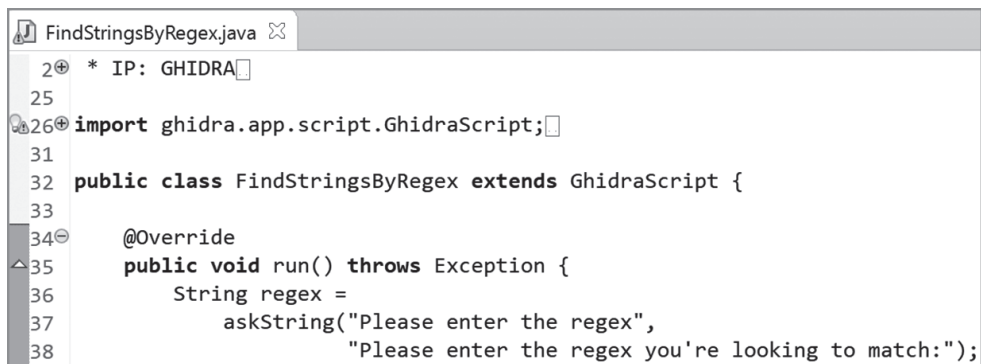 FindStringsByRegex.java
2 * IP: GHIDRA
25
26 import ghidra.app.script.GhidraScript;
31
32 public class FindStringsByRegex extends GhidraScript {
33
34 @Override
35 public void run() throws Exception {
36 String regex =
37 askString("Please enter the regex",
38 "Please enter the regex you're looking to match:");